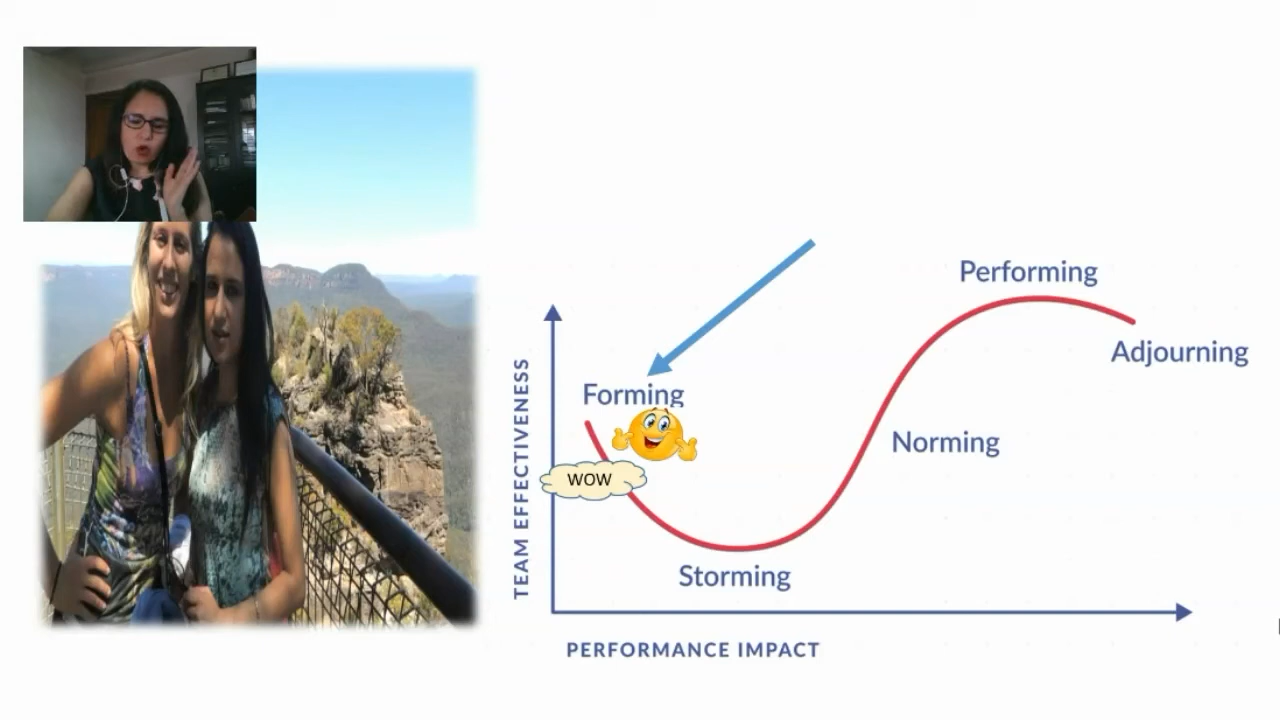 Performing
Adjourning
Forming
WOW
Norming
Storming
TEAM EFFECTIVENESS
PERFORMANCE IMPACT